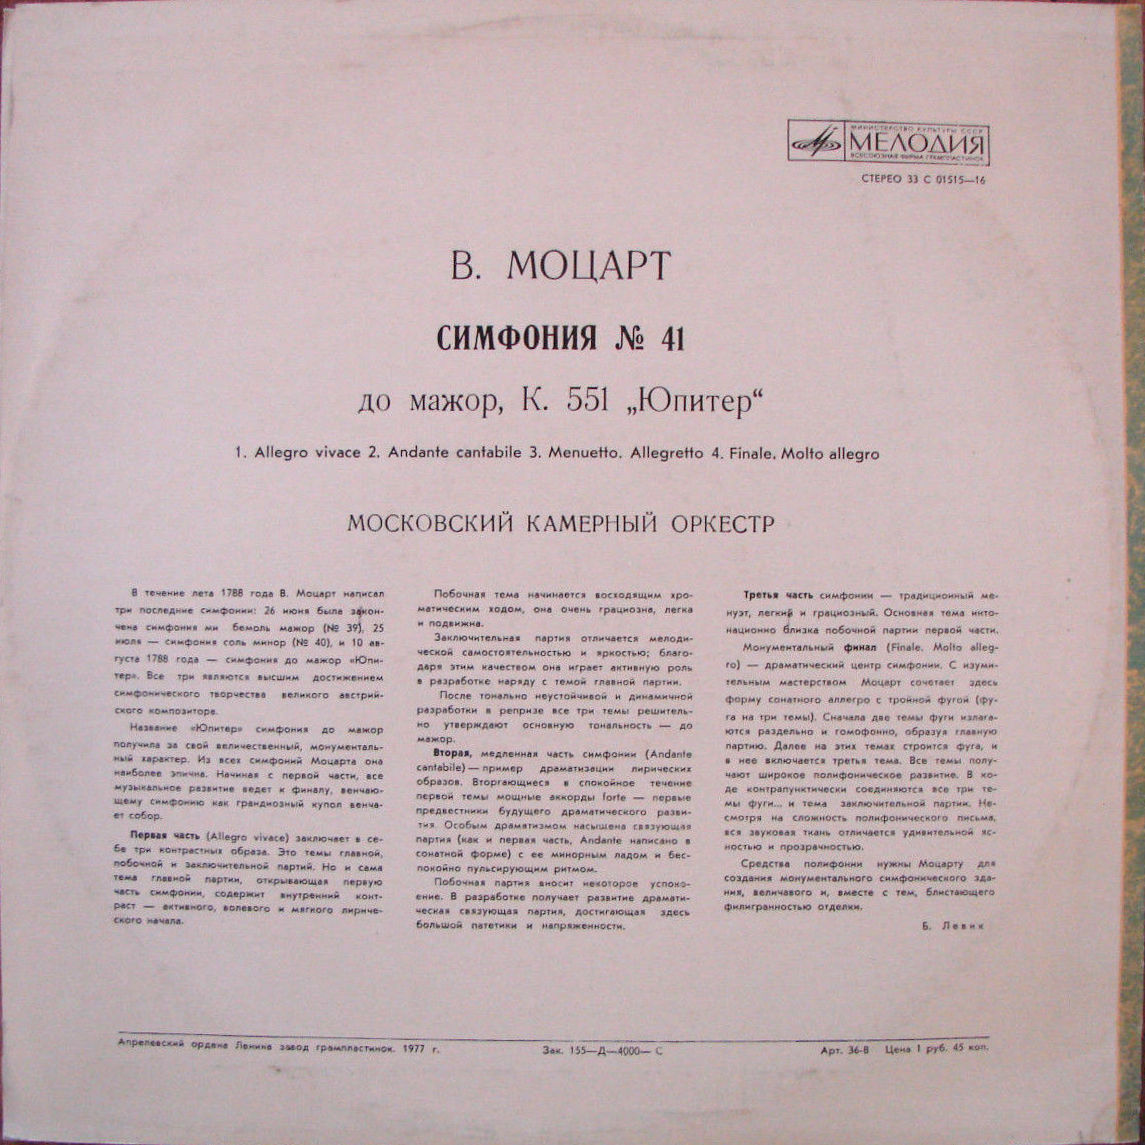 МИНИСТЕРСТВО КУЛЬТУРЫ СССР
МЕЛОДИЯ
ВСЕСОЮЗНАЯ ФИРМА ГРАМПЛАСТИНОК
СТЕРЕО 33 С 01515—16
В. МОЦАРТ
СИМФОНИЯ № 41
до мажор, К. 551 „Юпитер“
1. Allegro vivace 2. Andante cantabile 3. Menuetto. Allegretto 4. Finale. Molto allegro
МОСКОВСКИЙ КАМЕРНЫЙ ОРКЕСТР
В течение лета 1788 года В. Моцарт написал
три последние симфонии: 26 июня была закон-
чена симфония ми бемоль мажор (№ 39), 25
июля — симфония соль минор (№ 40), и 10 ав-
густа 1788 года — симфония до мажор «Юпи-
тер». Все три являются высшим достижением
симфонического творчества великого австрий-
ского композитора.
Название «Юпитер» симфония до мажор
получила за свой величественный, монументаль-
ный характер. Из всех симфоний Моцарта она
наиболее эпична. Начиная с первой части, все
музыкальное развитие ведет к финалу, венчаю-
щему симфонию как грандиозный купол венча-
ет собор.
Первая часть (Allegro vivace) заключает в се-
бе три контрастных образа. Это темы главной,
побочной и заключительной партий. Но и сама
тема главной партии, открывающая первую
часть симфонии, содержит внутренний конт-
раст — активного, волевого и мягкого лириче-
ского начала.
Побочная тема начинается восходящим хро-
матическим ходом, она очень грациозна, легка
и подвижна.
Заключительная партия отличается мелоди-
ческой самостоятельностью и яркостью; благо-
даря этим качеством она играет активную роль
в разработке наряду с темой главной партии.
После тонально неустойчивой и динамичной
разработки в репризе все три темы решитель-
но утверждают основную тональность — до
мажор.
Вторая, медленная часть симфонии (Andante
cantabile) — пример драматизации лирических
образов. Вторгающиеся в спокойное течение
первой темы мощные аккорды forte — первые
предвестники будущего драматического разви-
тия. Особым драматизмом насыщена связующая
партия (как и первая часть, Andante написано в
сонатной форме) с ее минорным ладом и бес-
покойно пульсирующим ритмом.
Побочная партия вносит некоторое успоко-
ение. В разработке получает развитие драмати-
ческая связующая партия, достигающая здесь
большой патетики и напряженности.
Третья часть симфонии — традиционный ме-
нуэт, легкий и грациозный. Основная тема инто-
национно близка побочной партии первой части.
Монументальный финал (Finale. Molto alleg-
ro) — драматический центр симфонии. С изуми-
тельным мастерством Моцарт сочетает здесь
форму сонатного аллегро с тройной фугой (фу-
га на три темы). Сначала две темы фуги излага-
ются раздельно и гомофонно, образуя главную
партию. Далее на этих темах строится фуга, и
в нее включается третья тема. Все темы полу-
чают широкое полифоническое развитие. В ко-
де контрапунктически соединяются все три те-
мы фуги... и тема заключительной партии. Не-
смотря на сложность полифонического письма,
вся звуковая ткань отличается удивительной яс-
ностью и прозрачностью.
Средства полифонии нужны Моцарту для
создания монументального симфонического зда-
ния, величавого и, вместе с тем, блистающего
филигранностью отделки.
Б. Левик
Апрелевский ордена Ленина завод грампластинок. 1977 г.
Зак. 155—Д—4000— С
Арт. 36-8 Цена 1 руб. 45 коп.